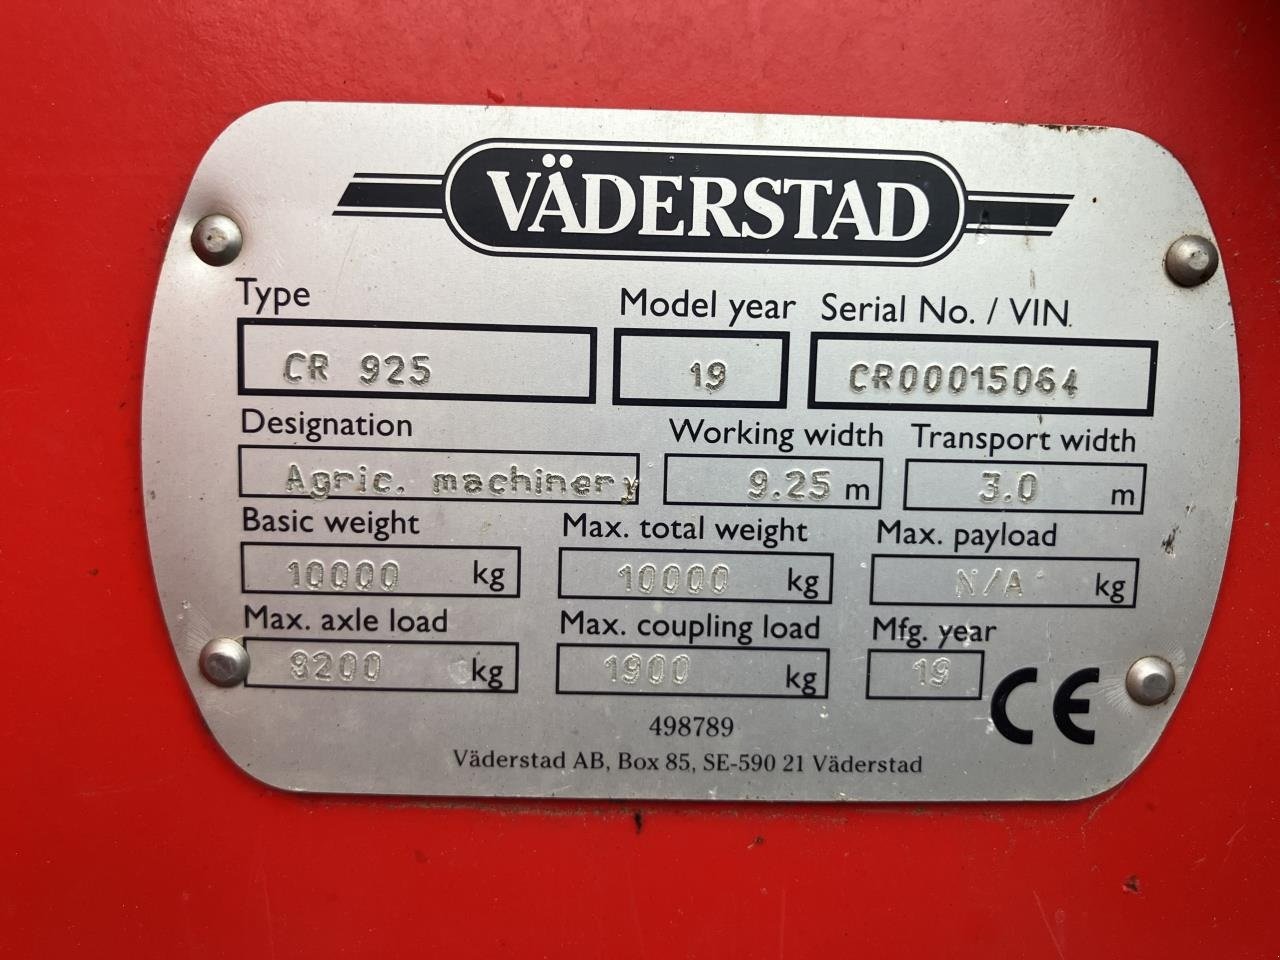 VÄDERSTAD
Type Model year Serial No. / VIN
CR 925 19 CR00015064
Designation Working width Transport width
Agric. machinery 9.25 m 3.0 m
Basic weight Max. total weight Max. payload
10000 kg 10000 kg N/A kg
Max. axle load Max. coupling load Mfg. year
kg 1900 kg 19
CE
498789
Väderstad AB, Box 85, SE-590 21 Väderstad